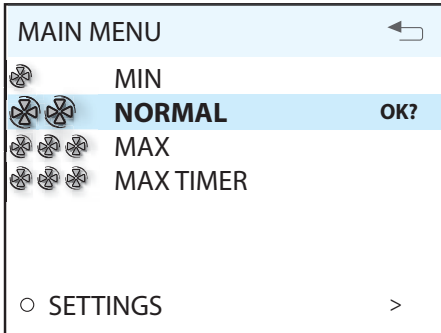 MAIN MENU
MIN
NORMAL OK?
MAX
MAX TIMER
SETTINGS >